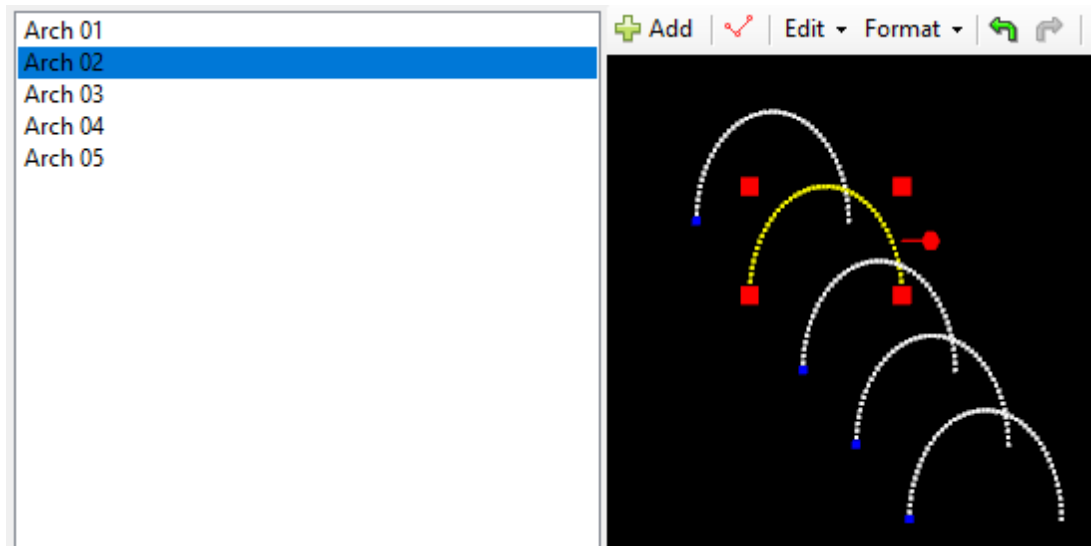 Arch 01
Arch 02
Arch 03
Arch 04
Arch 05
Add Edit Format